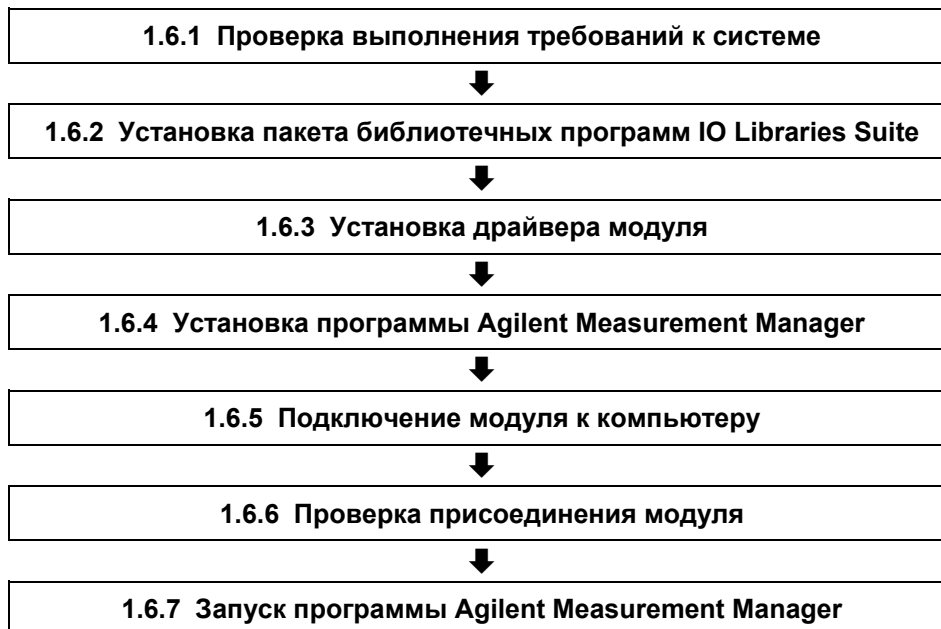 1.6.1 Проверка выполнения требований к системе
1.6.2 Установка пакета библиотечных программ IO Libraries Suite
1.6.3 Установка драйвера модуля
1.6.4 Установка программы Agilent Measurement Manager
1.6.5 Подключение модуля к компьютеру
1.6.6 Проверка присоединения модуля
1.6.7 Запуск программы Agilent Measurement Manager